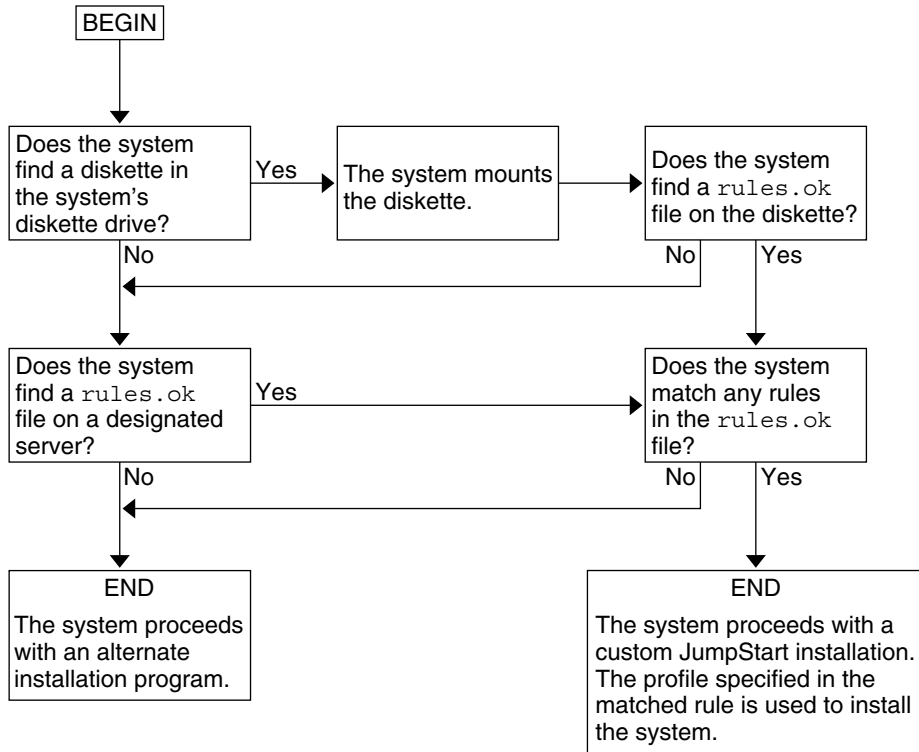 BEGIN
Does the system
find a diskette in
the system's
diskette drive?
Yes
The system mounts
the diskette.
Does the system
find a rules.ok
file on the diskette?
No
No
Yes
Does the system
find a rules.ok
file on a designated
server?
Yes
Does the system
match any rules
in the rules.ok
file?
No
No
Yes
END
The system proceeds
with an alternate
installation program.
END
The system proceeds with a
custom JumpStart installation.
The profile specified in the
matched rule is used to install
the system.